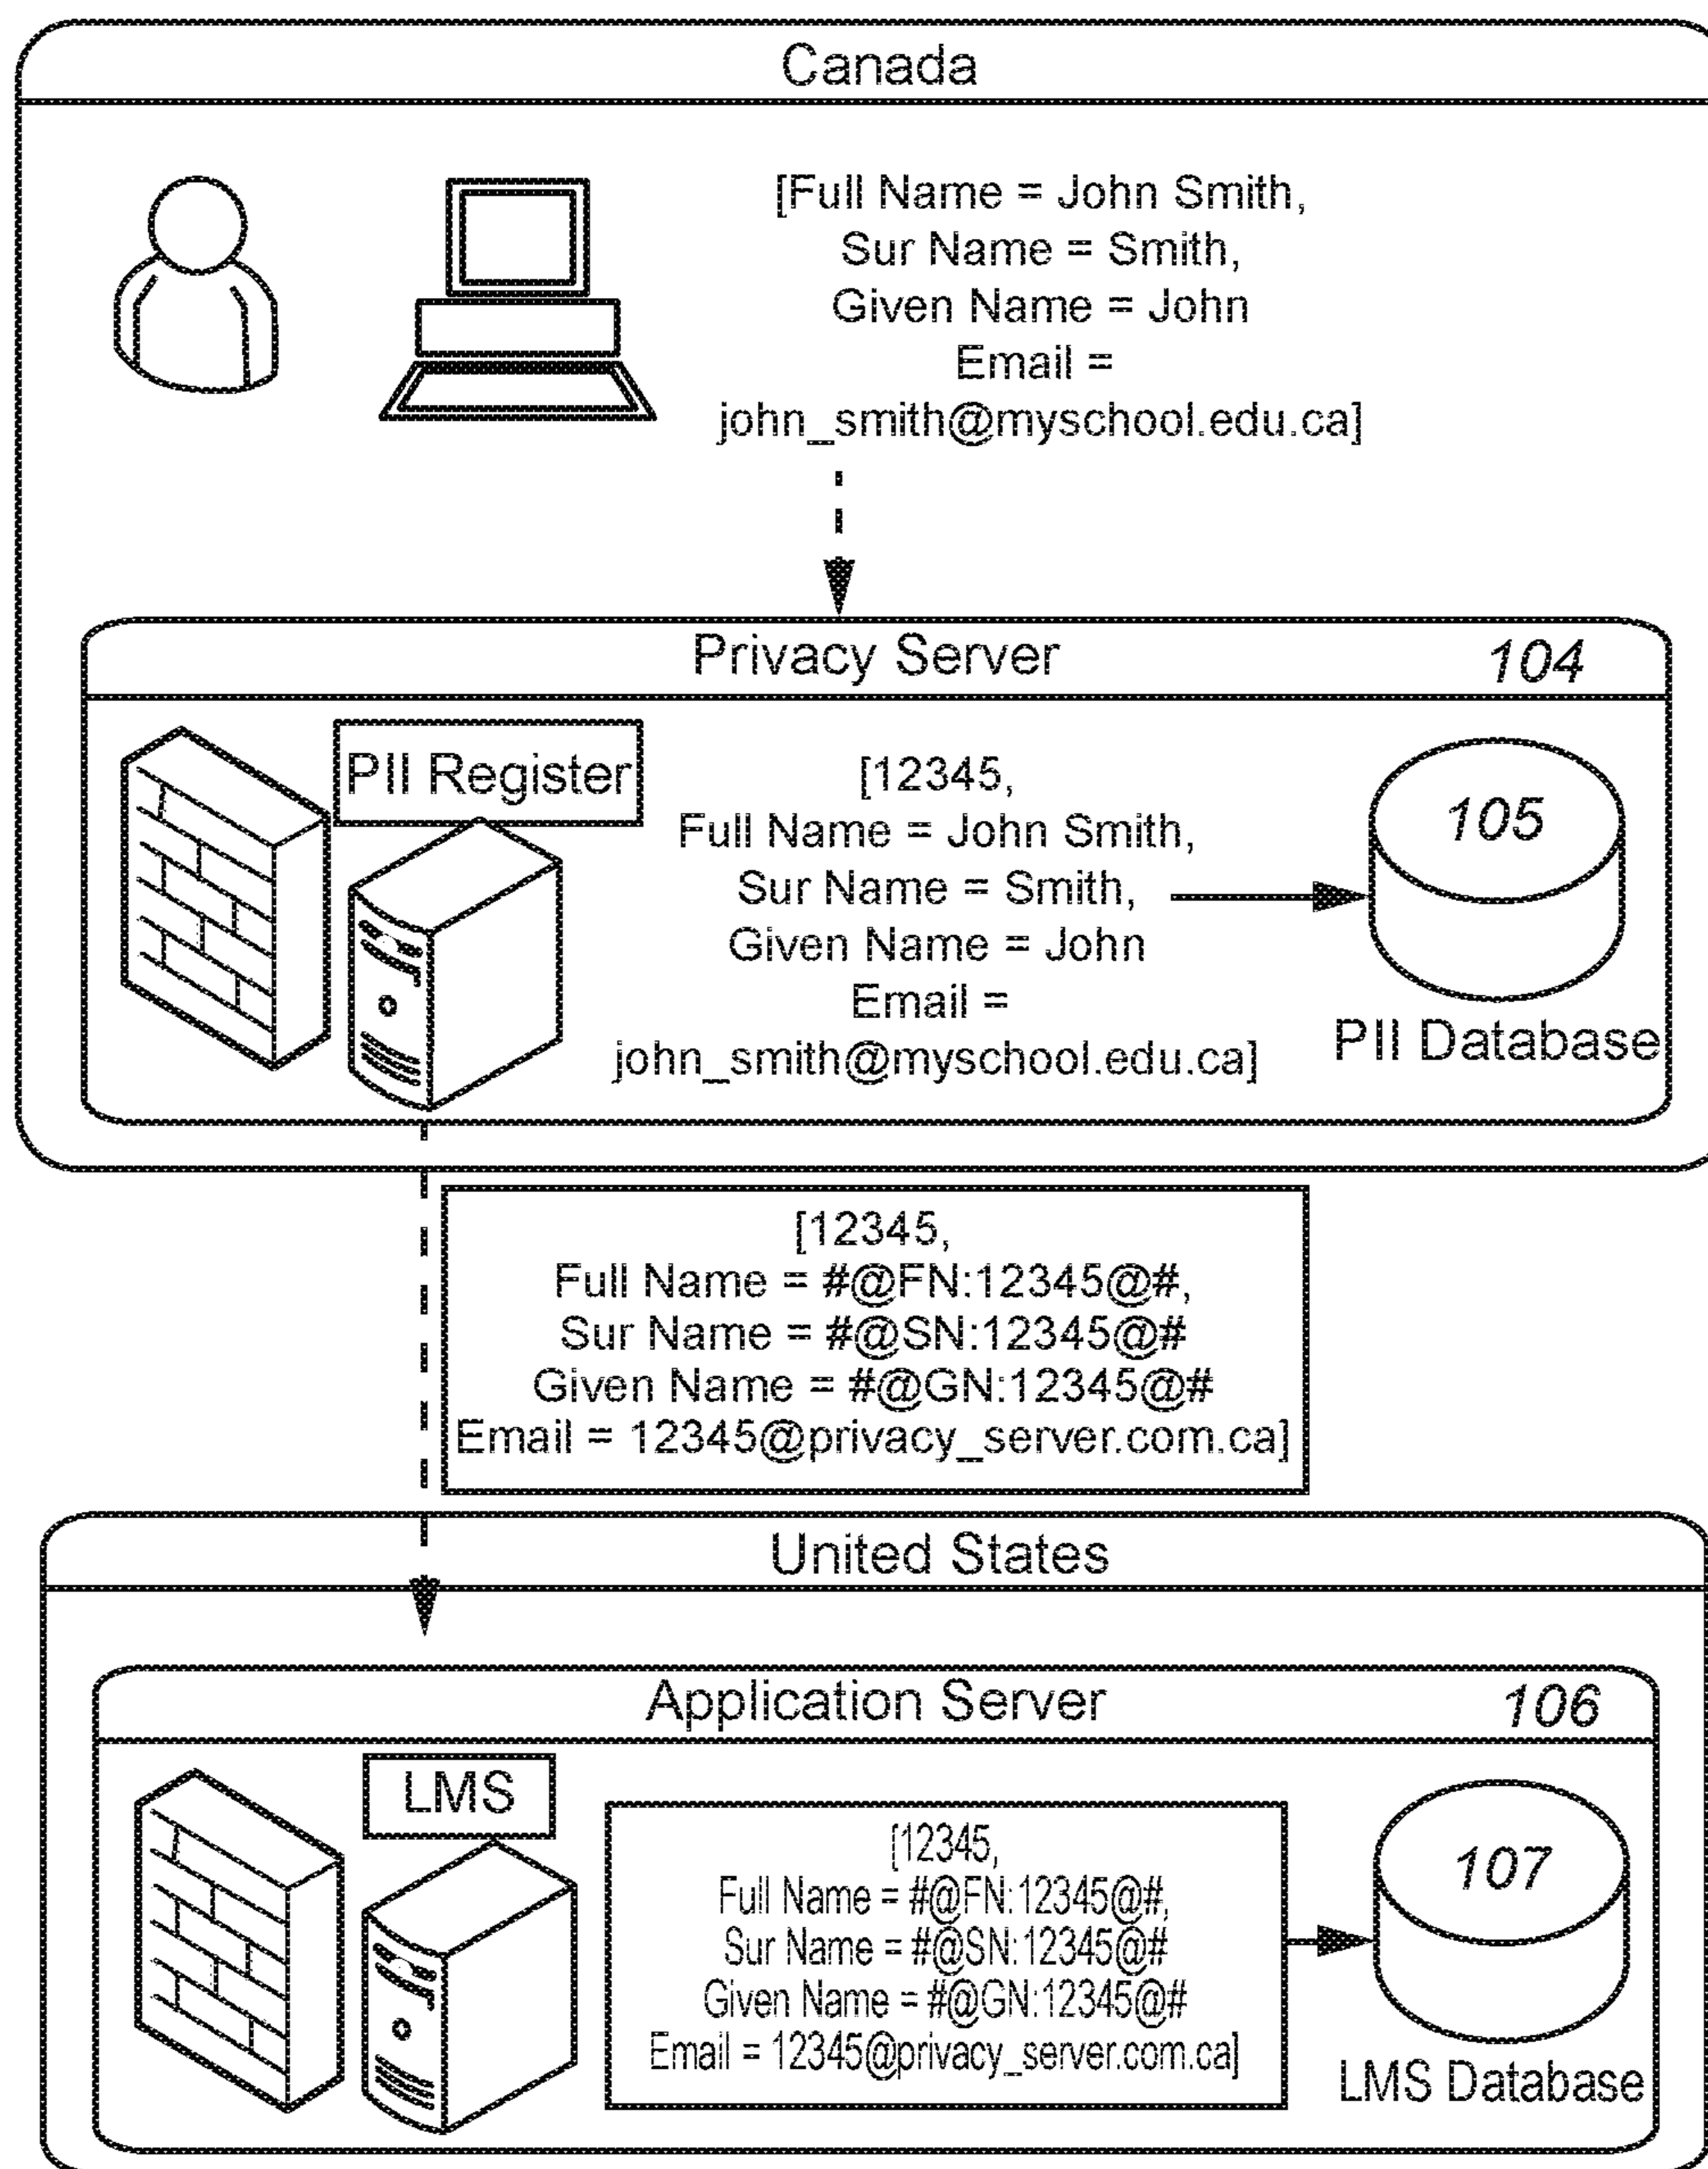 Canada
[Full Name = John Smith,
Sur Name = Smith,
Given Name = John
Email =
john_smith@myschool.edu.ca]
Privacy Server
104
PII Register
[12345,
Full Name = John Smith,
Sur Name = Smith,
Given Name = John
Email =
john_smith@myschool.edu.ca]
105
PII Database
[12345,
Full Name = #@FN:12345@#,
Sur Name = #@SN:12345@#
Given Name = #@GN:12345@#
Email = 12345@privacy_server.com.ca]
United States
Application Server
106
LMS
[12345,
Full Name = #@FN:12345@#,
Sur Name = #@SN:12345@#
Given Name = #@GN:12345@#
Email = 12345@privacy_server.com.ca]
107
LMS Database